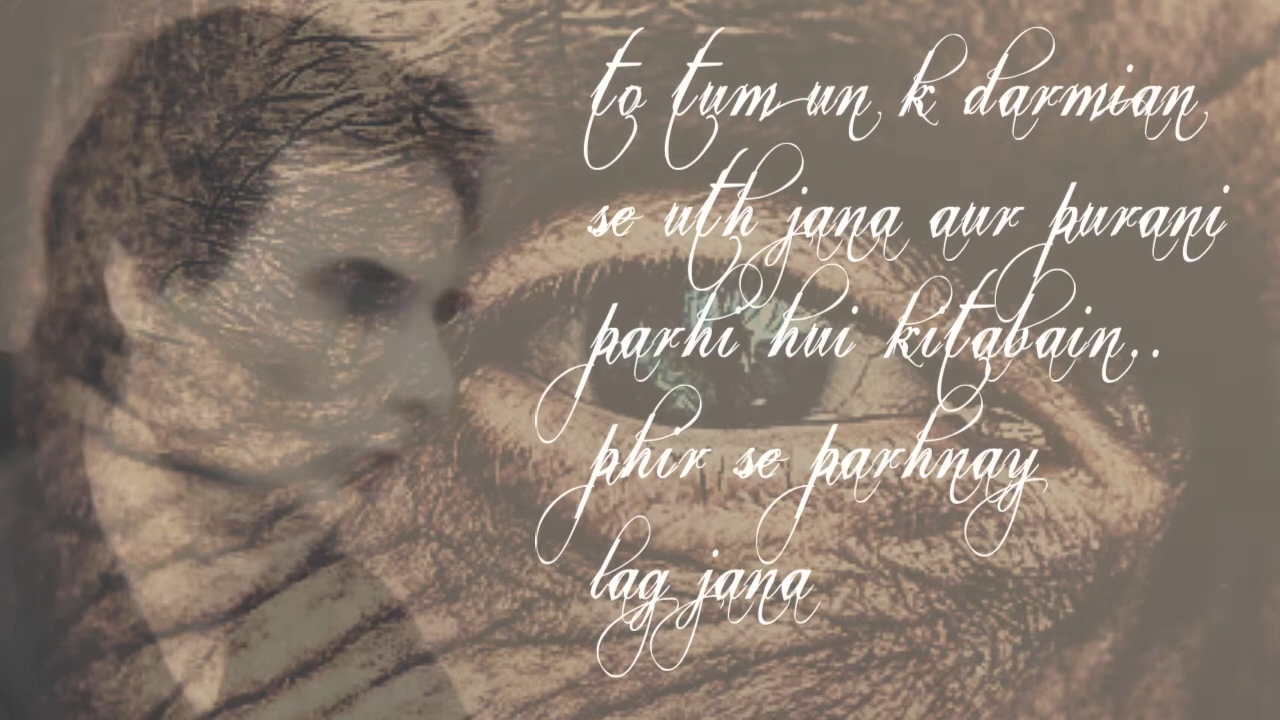 to tum un k darmian
se uth jana aur purani
parhi hui kitabain..
phir se parhnay
lag jana